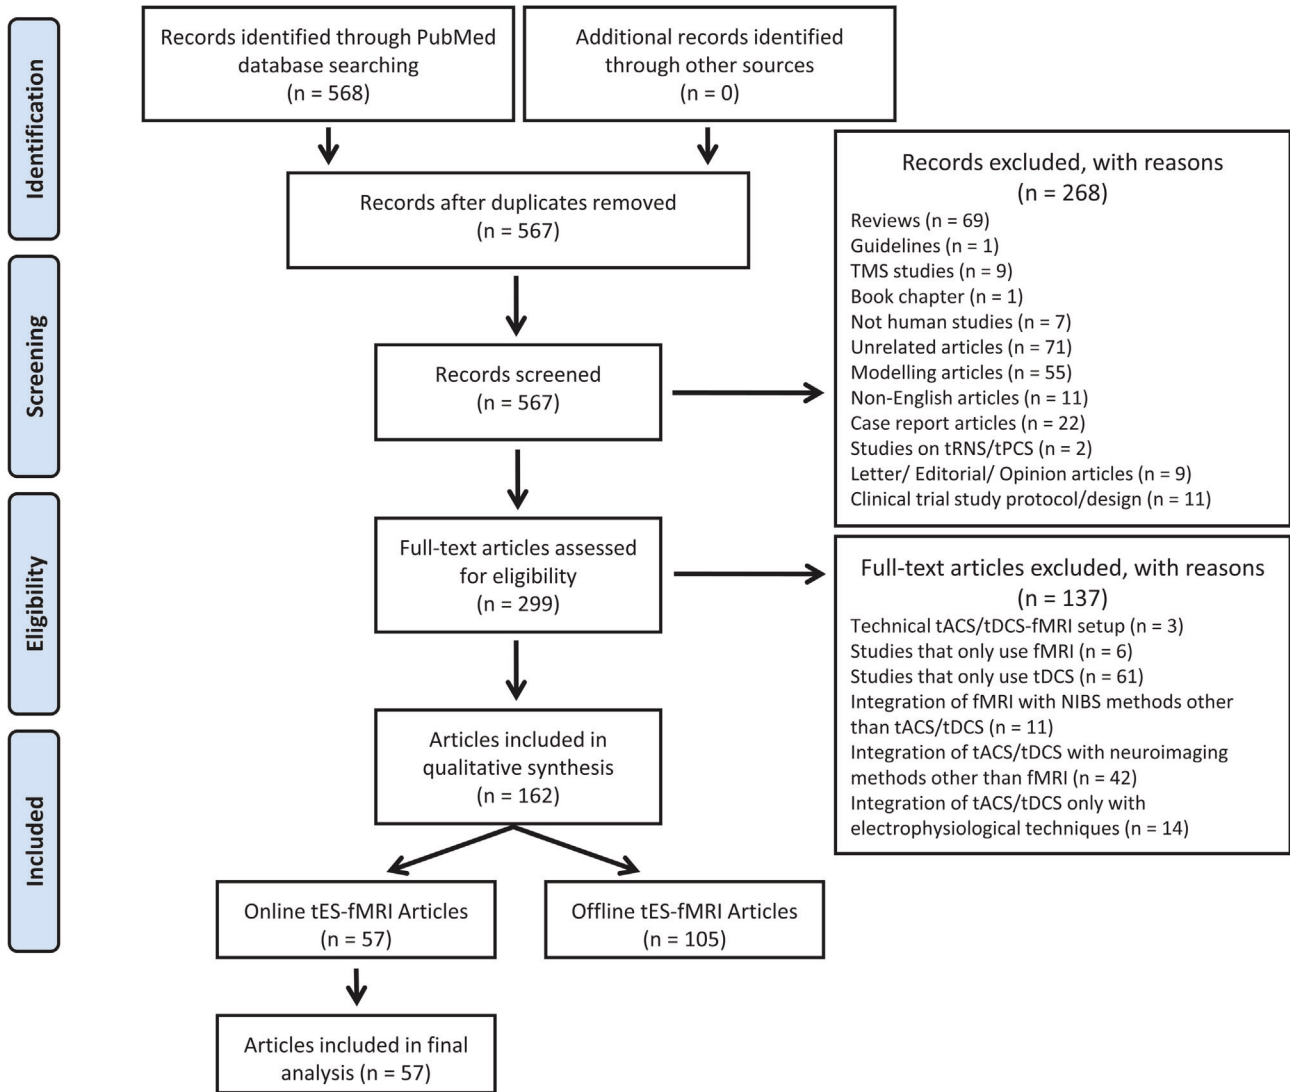 Identification
Records identified through PubMed
database searching
(n = 568)
Additional records identified
through other sources
(n = 0)
Records after duplicates removed
(n = 567)
Screening
Records screened
(n = 567)
Records excluded, with reasons
(n = 268)
Reviews (n = 69)
Guidelines (n = 1)
TMS studies (n = 9)
Book chapter (n = 1)
Not human studies (n = 7)
Unrelated articles (n = 71)
Modelling articles (n = 55)
Non-English articles (n = 11)
Case report articles (n = 22)
Studies on tRNS/tPCS (n = 2)
Letter/ Editorial/ Opinion articles (n = 9)
Clinical trial study protocol/design (n = 11)
Eligibility
Full-text articles assessed
for eligibility
(n = 299)
Full-text articles excluded, with reasons
(n = 137)
Technical tACS/tDCS-fMRI setup (n = 3)
Studies that only use fMRI (n = 6)
Studies that only use tDCS (n = 61)
Integration of fMRI with NIBS methods other
than tACS/tDCS (n = 11)
Integration of tACS/tDCS with neuroimaging
methods other than fMRI (n = 42)
Integration of tACS/tDCS only with
electrophysiological techniques (n = 14)
Included
Articles included in
qualitative synthesis
(n = 162)
Online tES-fMRI Articles
(n = 57)
Offline tES-fMRI Articles
(n = 105)
Articles included in final
analysis (n = 57)